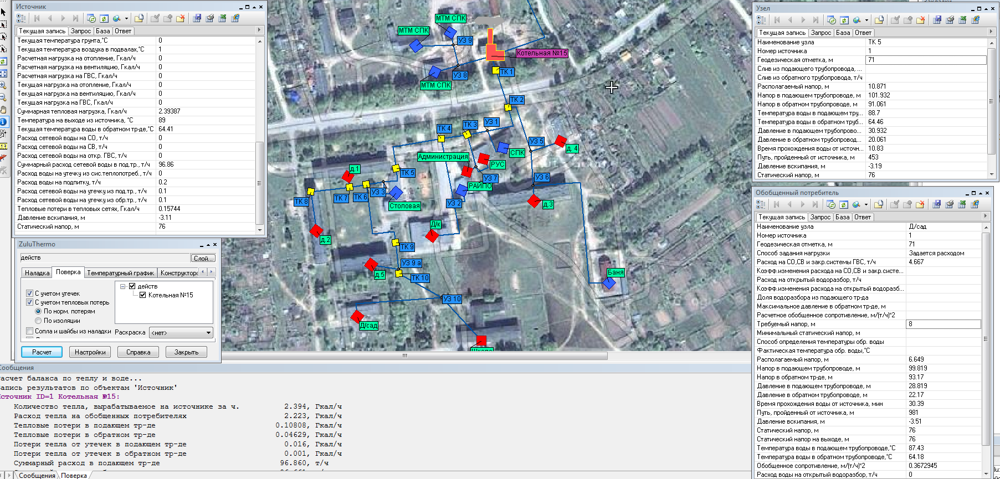 Источник
Текущая запись Запрос База Ответ
Текущая температура грунта,°C 0
Текущая температура воздуха в подвалах,°C 1
Расчетная нагрузка на отопление, Гкал/ч 0
Расчетная нагрузка на вентиляцию, Гкал/ч 0
Расчетная нагрузка на ГВС, Гкал/ч 0
Текущая нагрузка на отопление, Гкал/ч 0
Текущая нагрузка на вентиляцию, Гкал/ч 0
Текущая нагрузка на ГВС, Гкал/ч 0
Суммарная тепловая нагрузка, Гкал/ч 2.39387
Температура на выходе из источника, °C 89
Текущая температура воды в обратном тр-де,°C 64.41
Расход сетевой воды на СО, т/ч 0
Расход сетевой воды на СВ, т/ч 0
Расход сетевой воды на откр. ГВС, т/ч 0
Суммарный расход сетевой воды в под.тр., т/ч 96.86
Расход воды на утечку из сис.теплопотреб., т/ч 0
Расход воды на подпитку, т/ч 0.2
Расход сетевой воды на утечку из под.тр., т/ч 0.1
Расход сетевой воды на утечку из обр.тр., т/ч 0.1
Тепловые потери в тепловых сетях, Гкал/ч 0.15744
Давление вскипания, м -3.11
Статический напор, м 76
ZuluThermo
действ
Слой...
Наладка Поверка Температурный график Конструкторс
С учетом утечек
С учетом тепловых потерь
По норм. потерям
По изоляции
Сопла и шайбы из наладки
действ
Котельная №15
Раскраска <нет>
Расчет Настройки Справка Закрыть
МТМ СПК
МТМ СПК
УЗ 9
Котельная №15
УЗ 8
ТК 1
МТМ СПК
ТК 2
ТК 3
УЗ 1
ТК 4
УЗ 5
д. 4
СПК
Администрация
РУС
д.1
ТК 5
УЗ 7
УЗ 6
РАЙПО
УЗ 3
ТК 6
ТК 7
ТК 8
Столовая
УЗ 2
д.3
Д/к
д.2
ТК 9
УЗ 9 а
д.5
ТК 10
Баня
УЗ 10
Д/сад
Школа
Сообщения
Расчет баланса по теплу и воде...
Запись результатов по объектам 'Источник'
Источник ID=1 Котельная №15:
Количество тепла, вырабатываемое на источнике за ч. 2.394, Гкал/ч
Расход тепла на обобщенных потребителях 2.223, Гкал/ч
Тепловые потери в подающем тр-де 0.10808, Гкал/ч
Тепловые потери в обратном тр-де 0.04629, Гкал/ч
Потери тепла от утечек в подающем тр-де 0.016, Гкал/ч
Потери тепла от утечек в обратном тр-де 0.001, Гкал/ч
Суммарный расход в подающем тр-де 96.860, т/ч
Сообщения Поверка
Узел
Текущая запись Запрос База Ответ
Наименование узла ТК 5
Номер источника 1
Геодезическая отметка, м 71
Слив из подающего трубопровода, ...
Слив из обратного трубопровода, т/ч
Располагаемый напор, м 10.871
Напор в подающем трубопроводе, м 101.932
Напор в обратном трубопроводе, м 91.061
Температура воды в подающем тру... 88.7
Температура воды в обратном труб... 64.46
Давление в подающем трубопрово... 30.932
Давление в обратном трубопровод... 20.061
Время прохождения воды от источн... 10.83
Путь, пройденный от источника, м 453
Давление вскипания, м -3.19
Статический напор, м 76
Обобщенный потребитель
Текущая запись Запрос База Ответ
Наименование узла Д/сад
Номер источника 1
Геодезическая отметка, м 71
Способ задания нагрузки Задается расходом
Расход на СО,СВ и закр.системы ГВС, т/ч 4.667
Коэфф.изменения расхода на СО,СВ и закр.систе...
Расход на открытый водоразбор, т/ч
Коэфф.изменения расхода на открытый водоразб...
Доля водоразбора из подающего тр-да
Максимальное давление в обратном тр-де, м
Расчетное обобщенное сопротивление, м/(т/ч)*2
Требуемый напор, м 8
Минимальный статический напор, м
Способ определения температуры обр. воды
Фактическая температура обр. воды,°C
Располагаемый напор, м 6.649
Напор в подающем трубопроводе, м 99.819
Напор в обратном тр-де, м 93.17
Давление в подающем трубопроводе, м 28.819
Давление в обратном трубопроводе, м 22.17
Время прохождения воды от источника, мин 30.39
Путь, пройденный от источника, м 981
Давление вскипания, м -3.51
Статический напор, м 76
Статический напор на выходе, м 76
Температура воды в подающем трубопроводе,°C 87.43
Температура воды в обратном трубопроводе,°C 64.18
Обобщенное сопротивление, м/(т/ч)*2 0.3672945
Расход воды на открытый водоразбор, т/ч 0